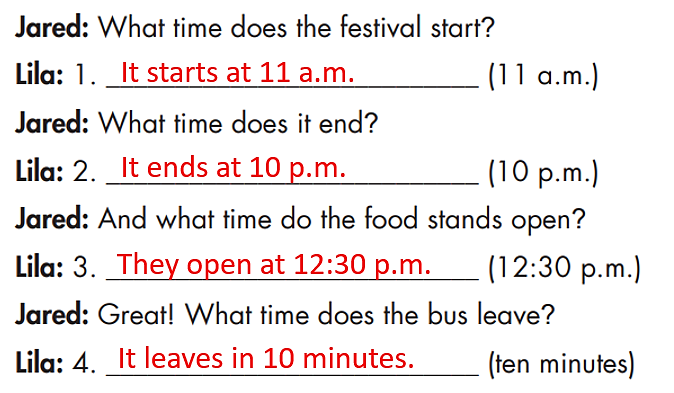 Jared: What time does the festival start?
Lila: 1. It starts at 11 a.m. (11 a.m.)
Jared: What time does it end?
Lila: 2. It ends at 10 p.m. (10 p.m.)
Jared: And what time do the food stands open?
Lila: 3. They open at 12:30 p.m. (12:30 p.m.)
Jared: Great! What time does the bus leave?
Lila: 4. It leaves in 10 minutes. (ten minutes)